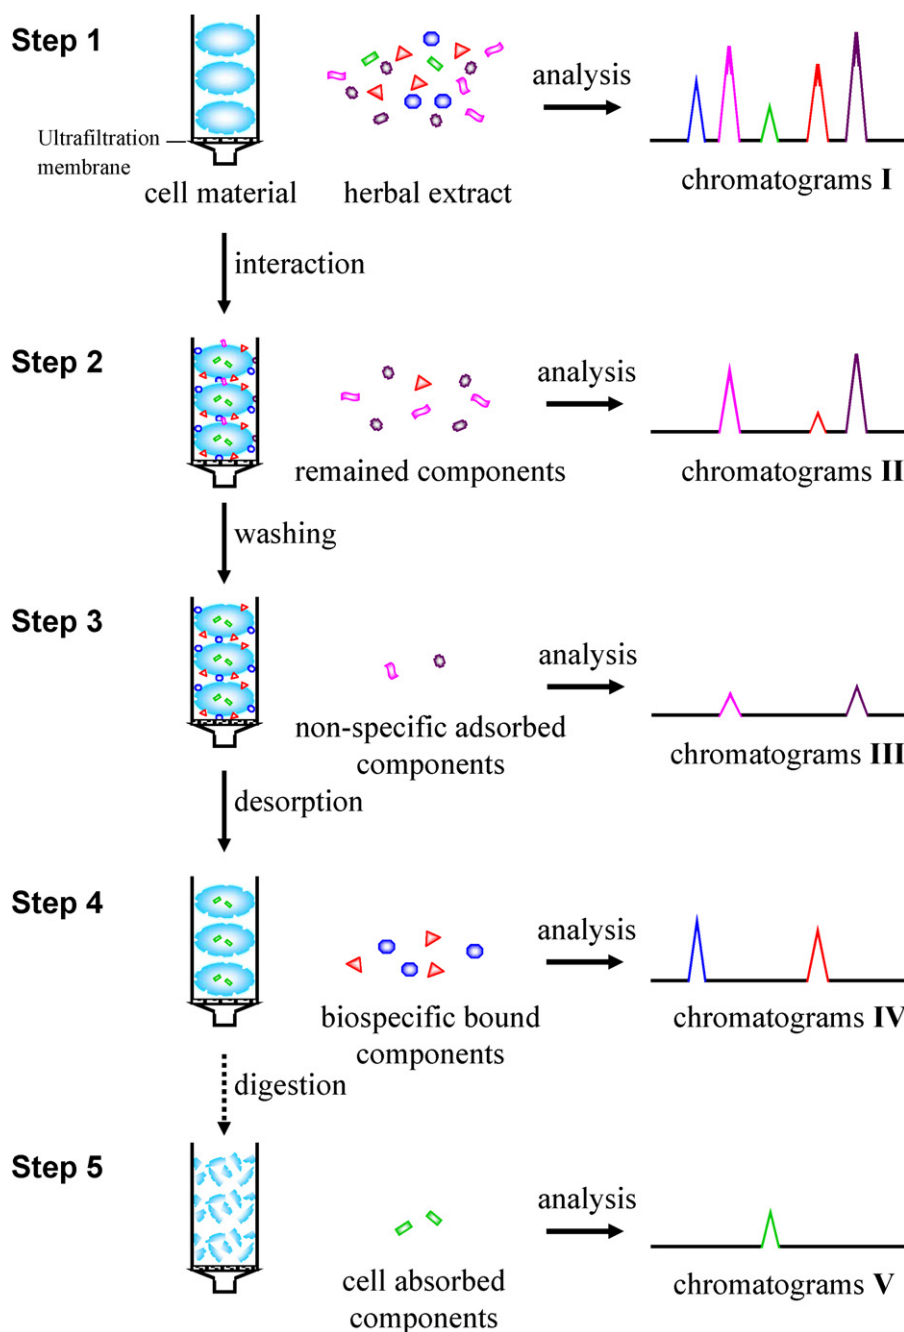 Step 1
analysis
Ultrafiltration
membrane
cell material
herbal extract
chromatograms I
interaction
Step 2
analysis
remained components
chromatograms II
washing
Step 3
analysis
non-specific adsorbed
components
chromatograms III
desorption
Step 4
analysis
biospecific bound
components
chromatograms IV
digestion
Step 5
analysis
cell absorbed
components
chromatograms V